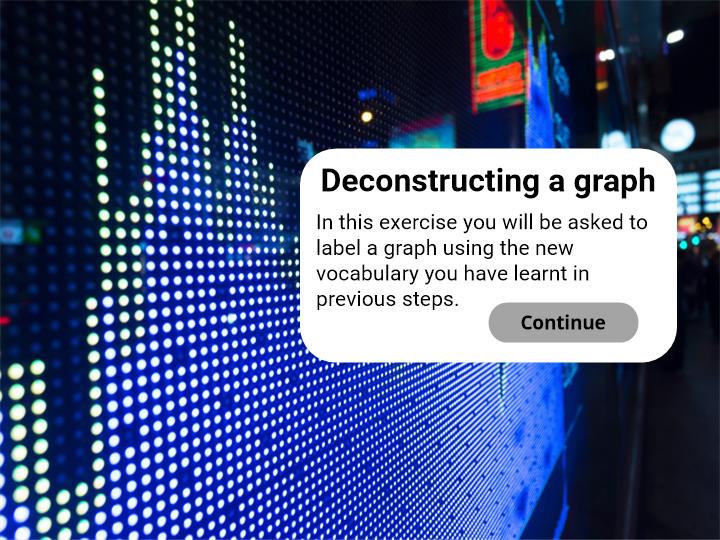 Deconstructing a graph
In this exercise you will be asked to
label a graph using the new
vocabulary you have learnt in
previous steps.
Continue